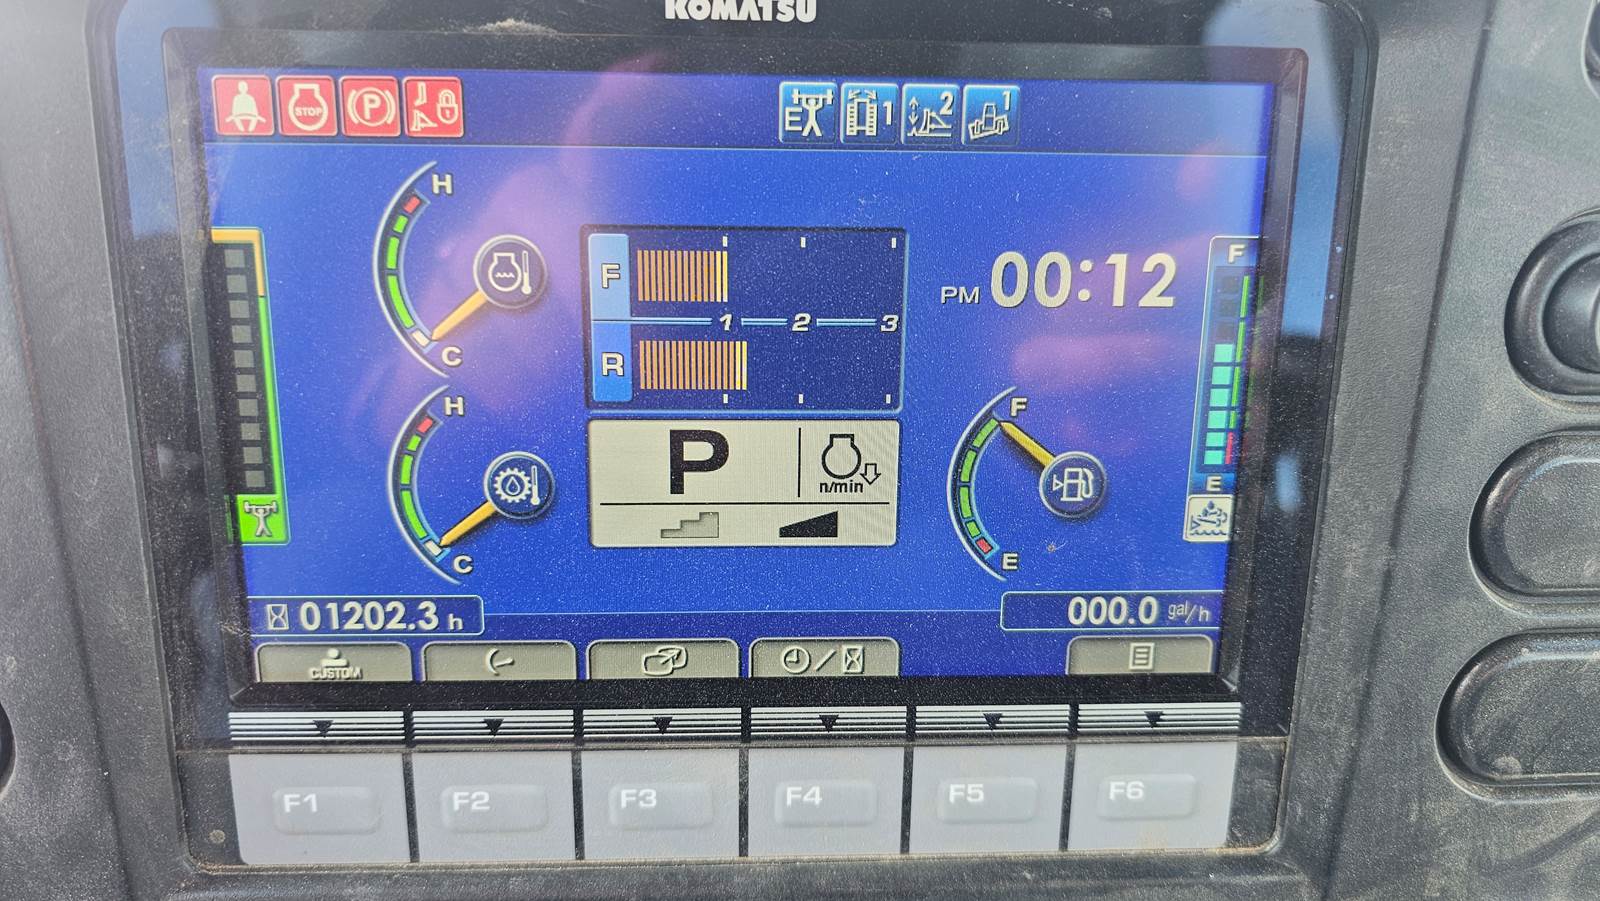 KOMATSU
STOP
P
E
1
2
1
H
C
F
1 2 3
R
PM 00:12
F
E
H
C
P
n/min
F
E
01202.3 h
000.0 gal/h
CUSTOM
F1
F2
F3
F4
F5
F6